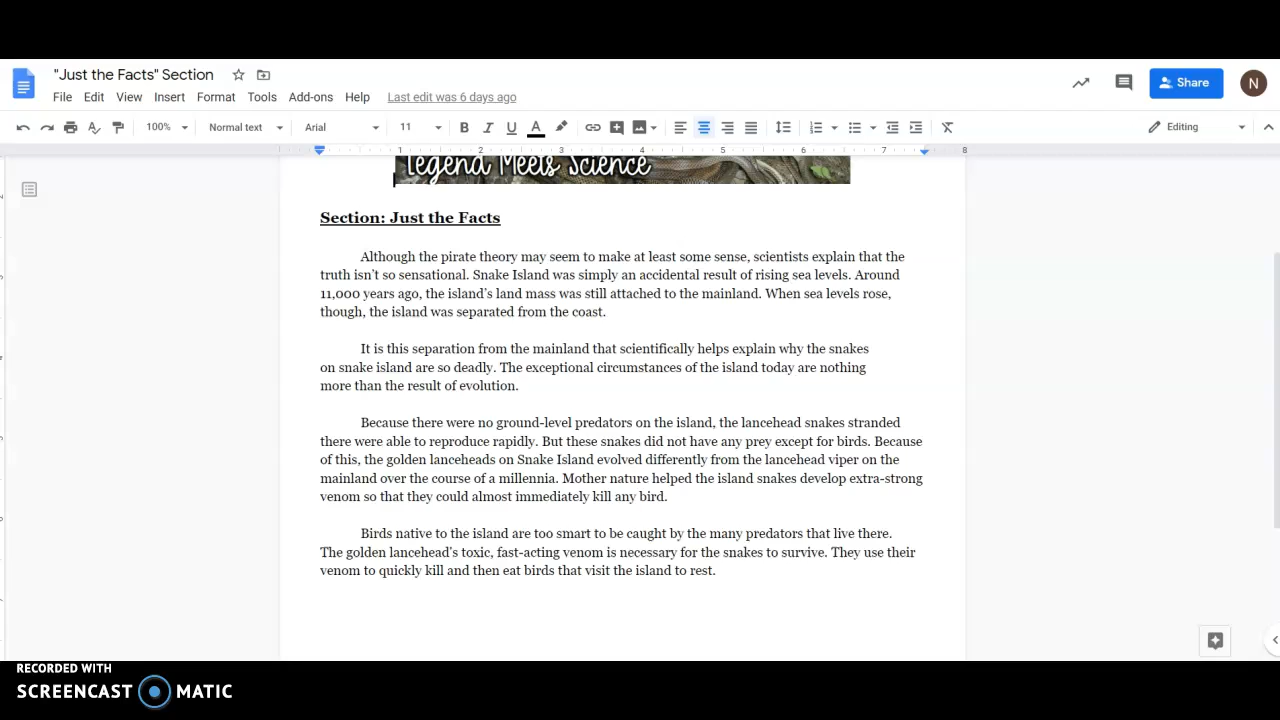 "Just the Facts" Section
File Edit View Insert Format Tools Add-ons Help Last edit was 6 days ago
Share
N
100% Normal text Arial 11 B I U A Editing
1 2 3 4 5 6 7 8
Legend Meets Science
Section: Just the Facts
Although the pirate theory may seem to make at least some sense, scientists explain that the
truth isn't so sensational. Snake Island was simply an accidental result of rising sea levels. Around
11,000 years ago, the island's land mass was still attached to the mainland. When sea levels rose,
though, the island was separated from the coast.
It is this separation from the mainland that scientifically helps explain why the snakes
on snake island are so deadly. The exceptional circumstances of the island today are nothing
more than the result of evolution.
Because there were no ground-level predators on the island, the lancehead snakes stranded
there were able to reproduce rapidly. But these snakes did not have any prey except for birds. Because
of this, the golden lanceheads on Snake Island evolved differently from the lancehead viper on the
mainland over the course of a millennia. Mother nature helped the island snakes develop extra-strong
venom so that they could almost immediately kill any bird.
Birds native to the island are too smart to be caught by the many predators that live there.
The golden lancehead's toxic, fast-acting venom is necessary for the snakes to survive. They use their
venom to quickly kill and then eat birds that visit the island to rest.
RECORDED WITH
SCREENCAST MATIC